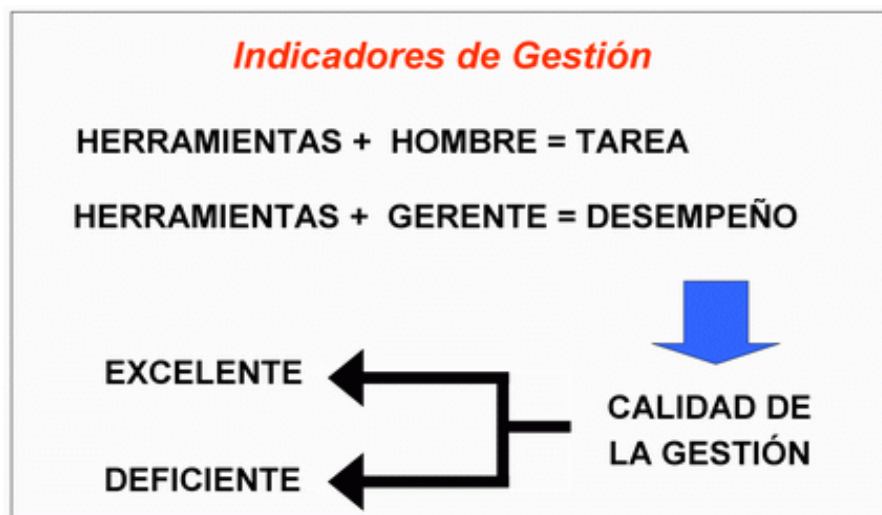 Indicadores de Gestión
HERRAMIENTAS + HOMBRE = TAREA
HERRAMIENTAS + GERENTE = DESEMPEÑO
EXCELENTE
CALIDAD DE
LA GESTIÓN
DEFICIENTE